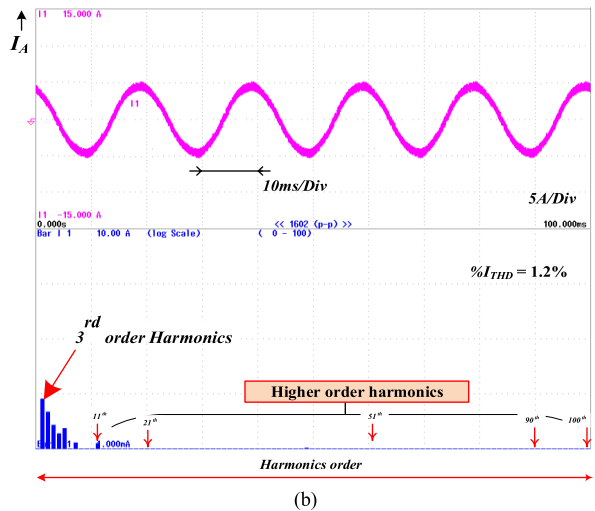 I1 15.000 A
I_A
I1
10ms/Div
5A/Div
I1 -15.000 A
0.000s << 1602 (p-p) >> 100.000ms
Bar I 1 10.00 A (log Scale) ( 0 - 100)
%I_THD = 1.2%
3rd order Harmonics
Higher order harmonics
11th 21th 51th 90th 100th
Harmonics order
(b)